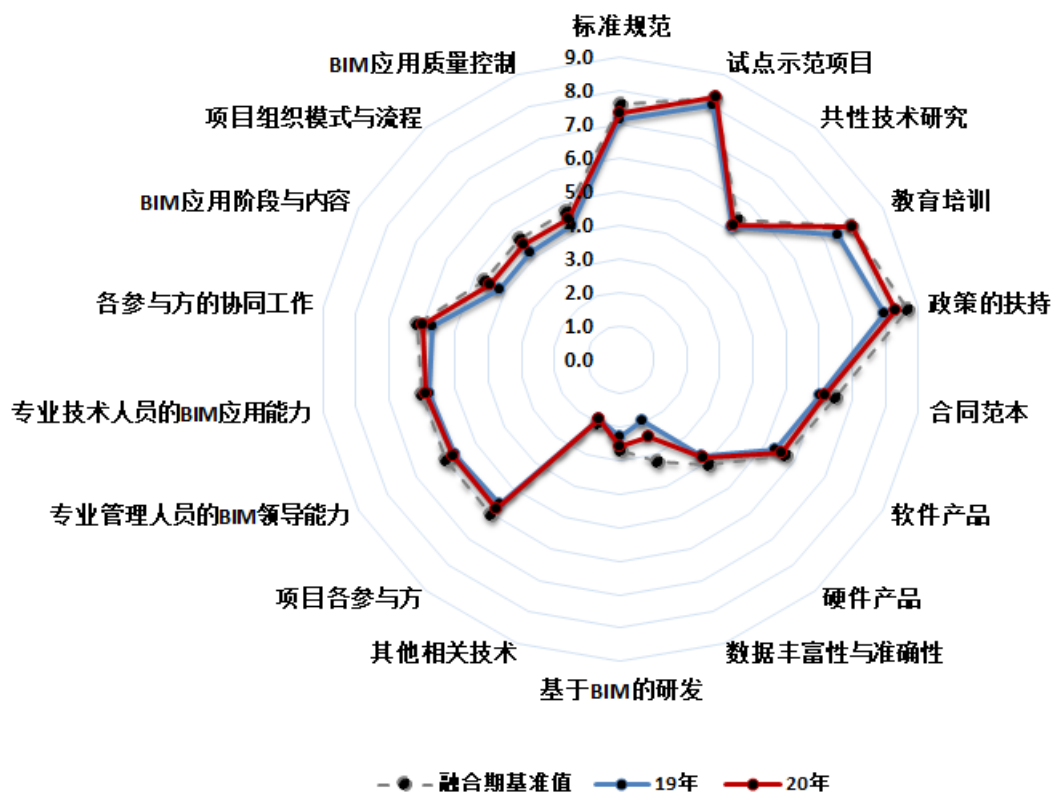 标准规范
试点示范项目
共性技术研究
教育培训
政策的扶持
合同范本
软件产品
硬件产品
数据丰富性与准确性
基于BIM的研发
其他相关技术
项目各参与方
专业管理人员的BIM领导能力
专业技术人员的BIM应用能力
各参与方的协同工作
BIM应用阶段与内容
项目组织模式与流程
BIM应用质量控制
9.0
8.0
7.0
6.0
5.0
4.0
3.0
2.0
1.0
0.0
融合期基准值 19年 20年